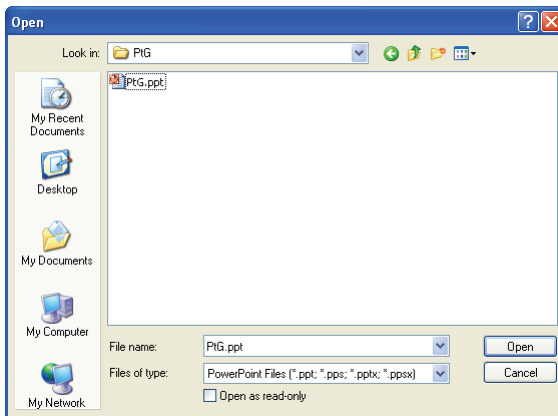 Open
Look in:
PtG
PtG.ppt
My Recent
Documents
Desktop
My Documents
My Computer
My Network
File name:
PtG.ppt
Open
Files of type:
PowerPoint Files (*.ppt; *.pps; *.pptx; *.ppsx)
Cancel
Open as read-only